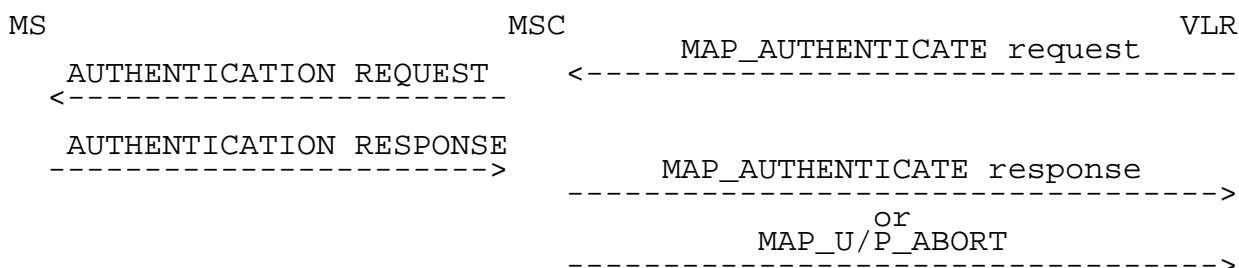 MS MSC VLR
MAP_AUTHENTICATE request
AUTHENTICATION REQUEST <----------------------------------
<-----------------------
AUTHENTICATION RESPONSE
-----------------------> MAP_AUTHENTICATE response
---------------------------------->
or
MAP_U/P_ABORT
---------------------------------->